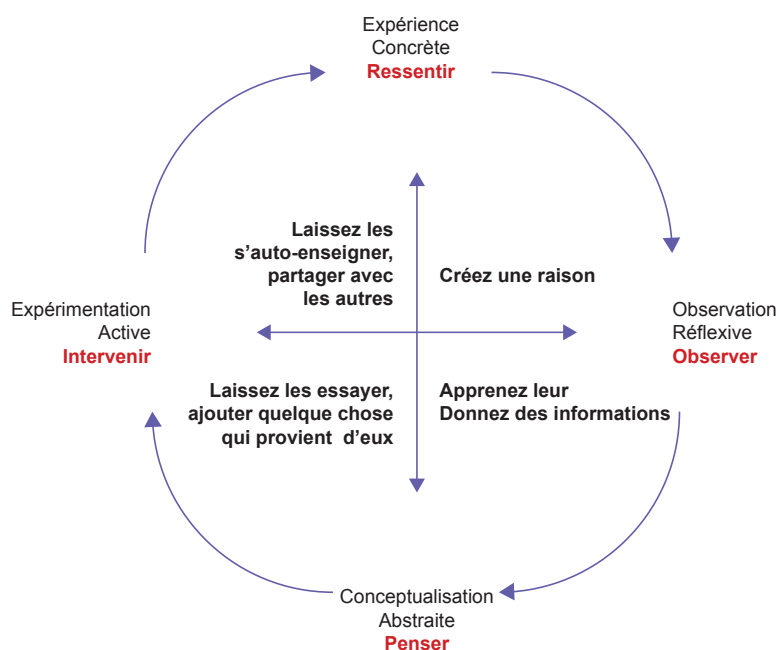 Expérience
Concrète
Ressentir
Laissez les
s'auto-enseigner,
partager avec
les autres
Créez une raison
Expérimentation
Active
Intervenir
Observation
Réflexive
Observer
Laissez les essayer,
ajouter quelque chose
qui provient d'eux
Apprenez leur
Donnez des informations
Conceptualisation
Abstraite
Penser